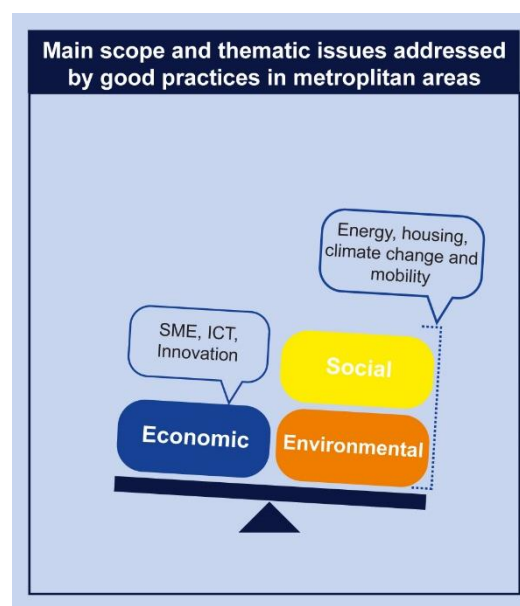 Main scope and thematic issues addressed
by good practices in metroplitan areas
Energy, housing,
climate change and
mobility
SME, ICT,
Innovation
Social
Economic
Environmental